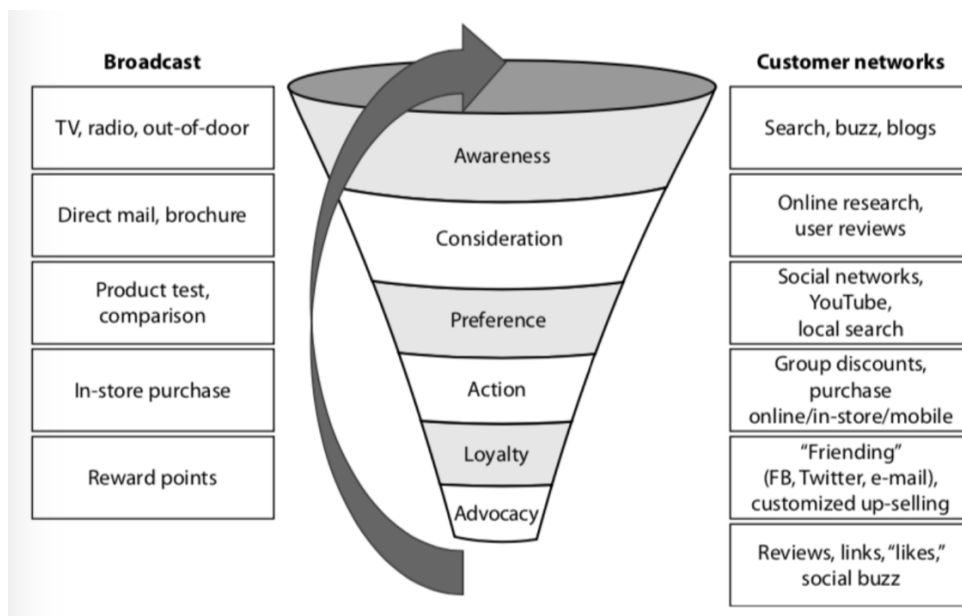 Broadcast
TV, radio, out-of-door
Direct mail, brochure
Product test,
comparison
In-store purchase
Reward points
Awareness
Consideration
Preference
Action
Loyalty
Advocacy
Customer networks
Search, buzz, blogs
Online research,
user reviews
Social networks,
YouTube,
local search
Group discounts,
purchase
online/in-store/mobile
“Friending”
(FB, Twitter, e-mail),
customized up-selling
Reviews, links, “likes,”
social buzz